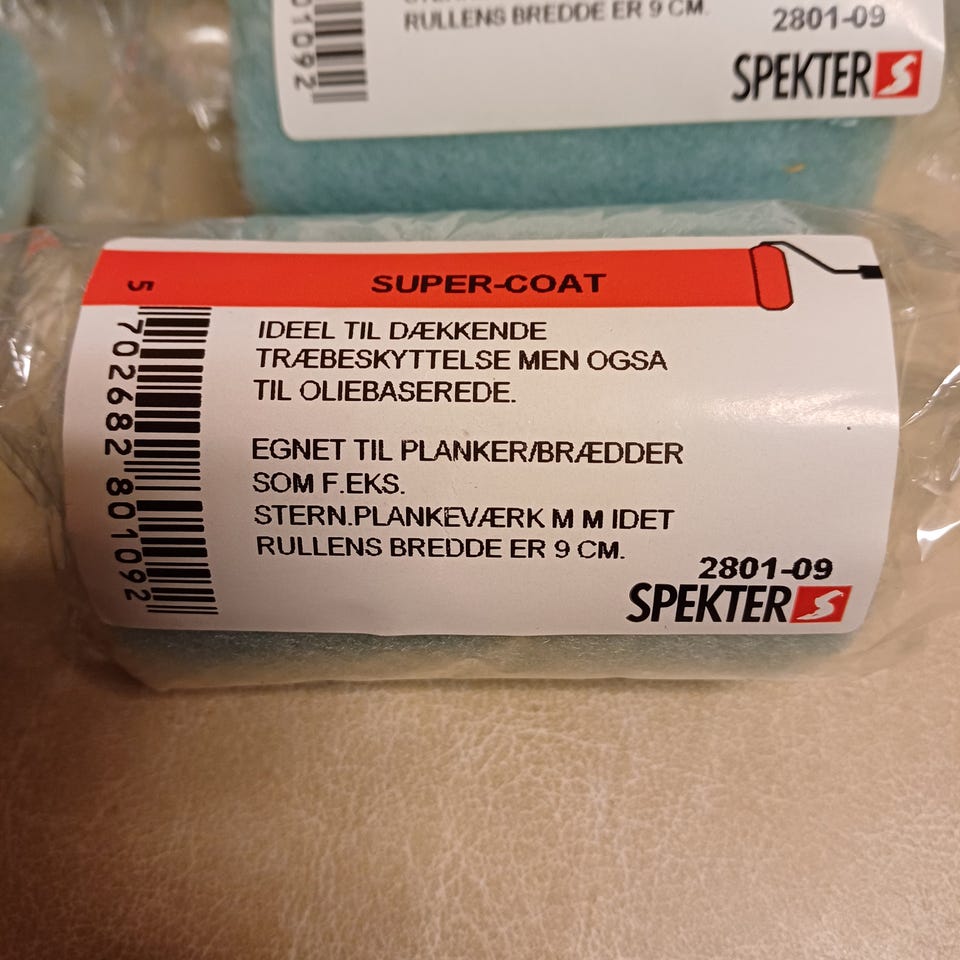 RULLENS BREDDE ER 9 CM.
2801-09
SPEKTER
01092
SUPER-COAT
IDEEL TIL DÆKKENDE
TRÆBESKYTTELSE MEN OGSA
TIL OLIEBASEREDE.
EGNET TIL PLANKER/BRÆDDER
SOM F.EKS.
STERN.PLANKEVÆRK M M IDET
RULLENS BREDDE ER 9 CM.
2801-09
SPEKTER
5 702682 801092